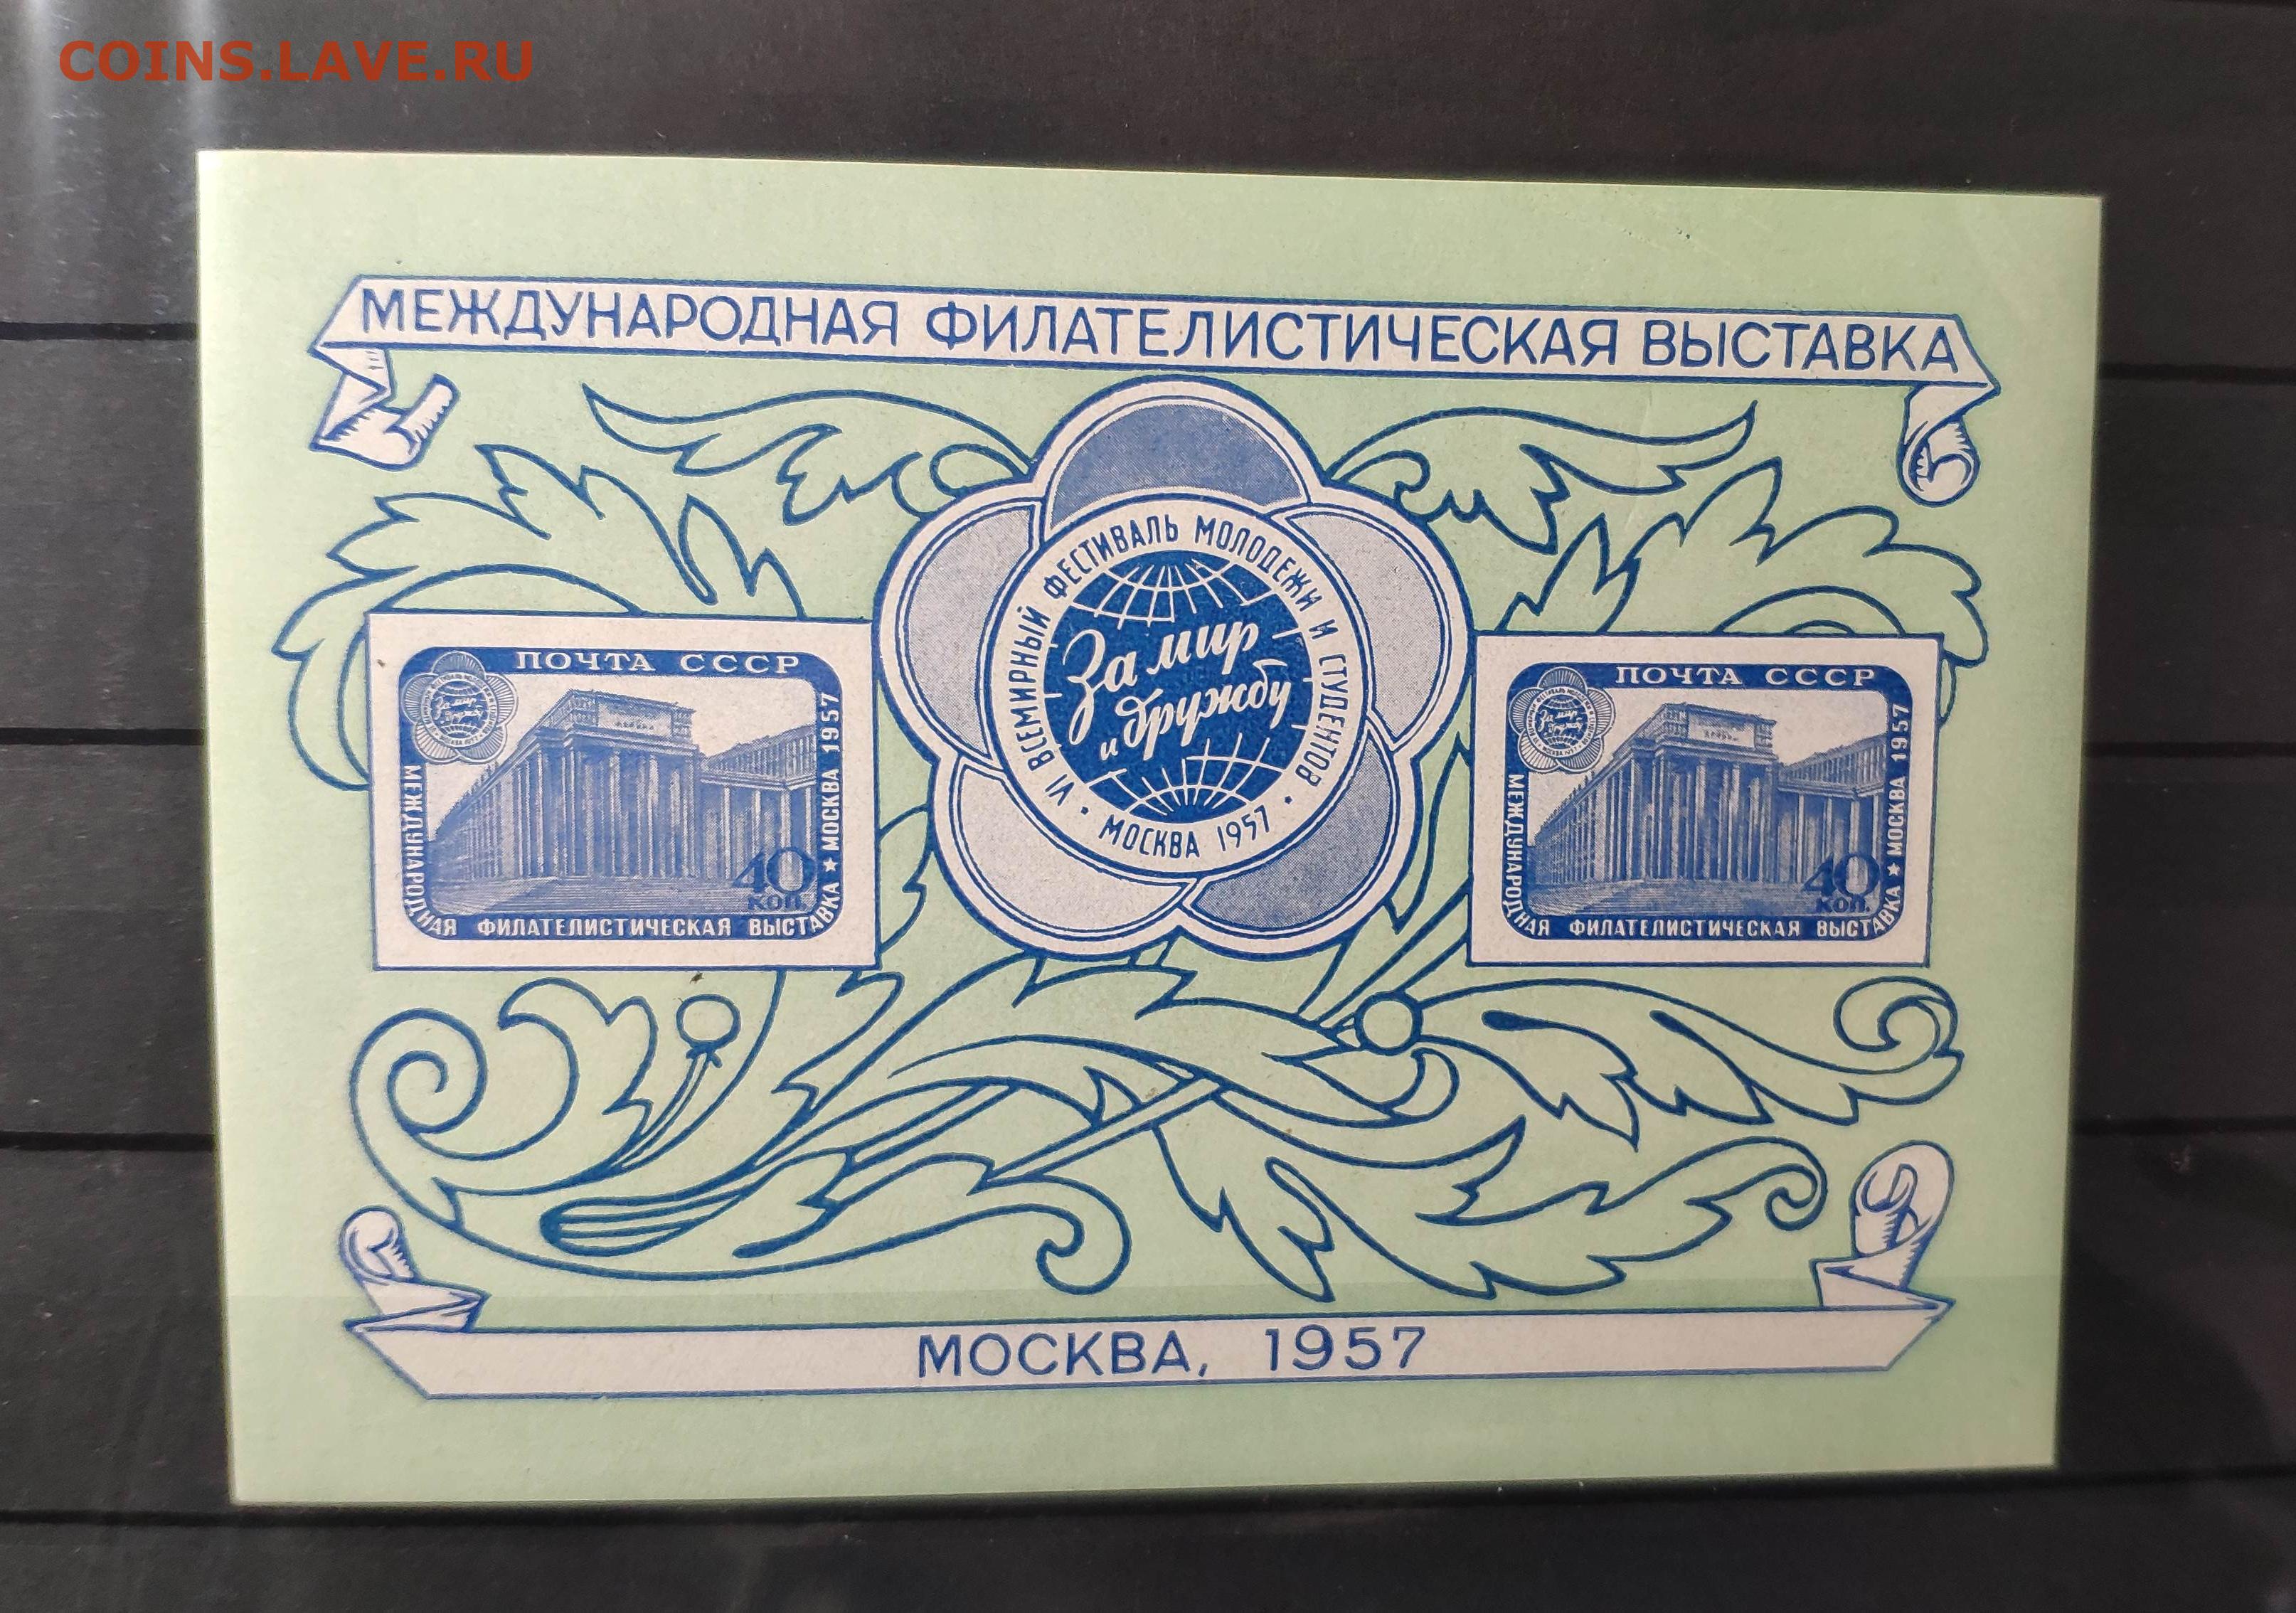 COINS.LAVE.RU
МЕЖДУНАРОДНАЯ ФИЛАТЕЛИСТИЧЕСКАЯ ВЫСТАВКА
VI ВСЕМИРНЫЙ ФЕСТИВАЛЬ МОЛОДЕЖИ И СТУДЕНТОВ
• МОСКВА 1957 •
За мир
и дружбу
ПОЧТА СССР
МЕЖДУНАРОДНАЯ ФИЛАТЕЛИСТИЧЕСКАЯ ВЫСТАВКА ★ МОСКВА 1957
40
коп.
ПОЧТА СССР
МЕЖДУНАРОДНАЯ ФИЛАТЕЛИСТИЧЕСКАЯ ВЫСТАВКА ★ МОСКВА 1957
40
коп.
МОСКВА, 1957